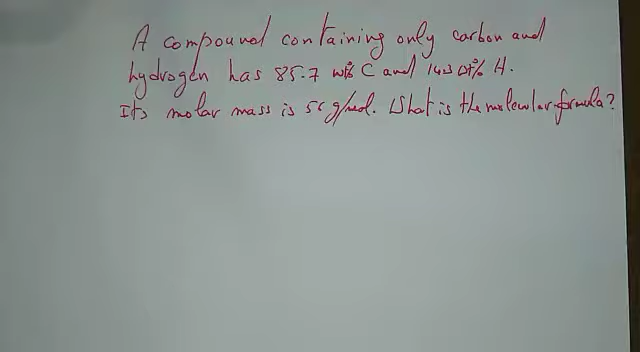 A compound containing only carbon and
hydrogen has 85.7 wt% C and 14.3 wt% H.
Its molar mass is 56 g/mol. What is the molecular formula?